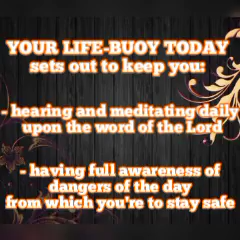 YOUR LIFE-BUOY TODAY
sets out to keep you:
- hearing and meditating daily
upon the word of the Lord
- having full awareness of
dangers of the day
from which you're to stay safe